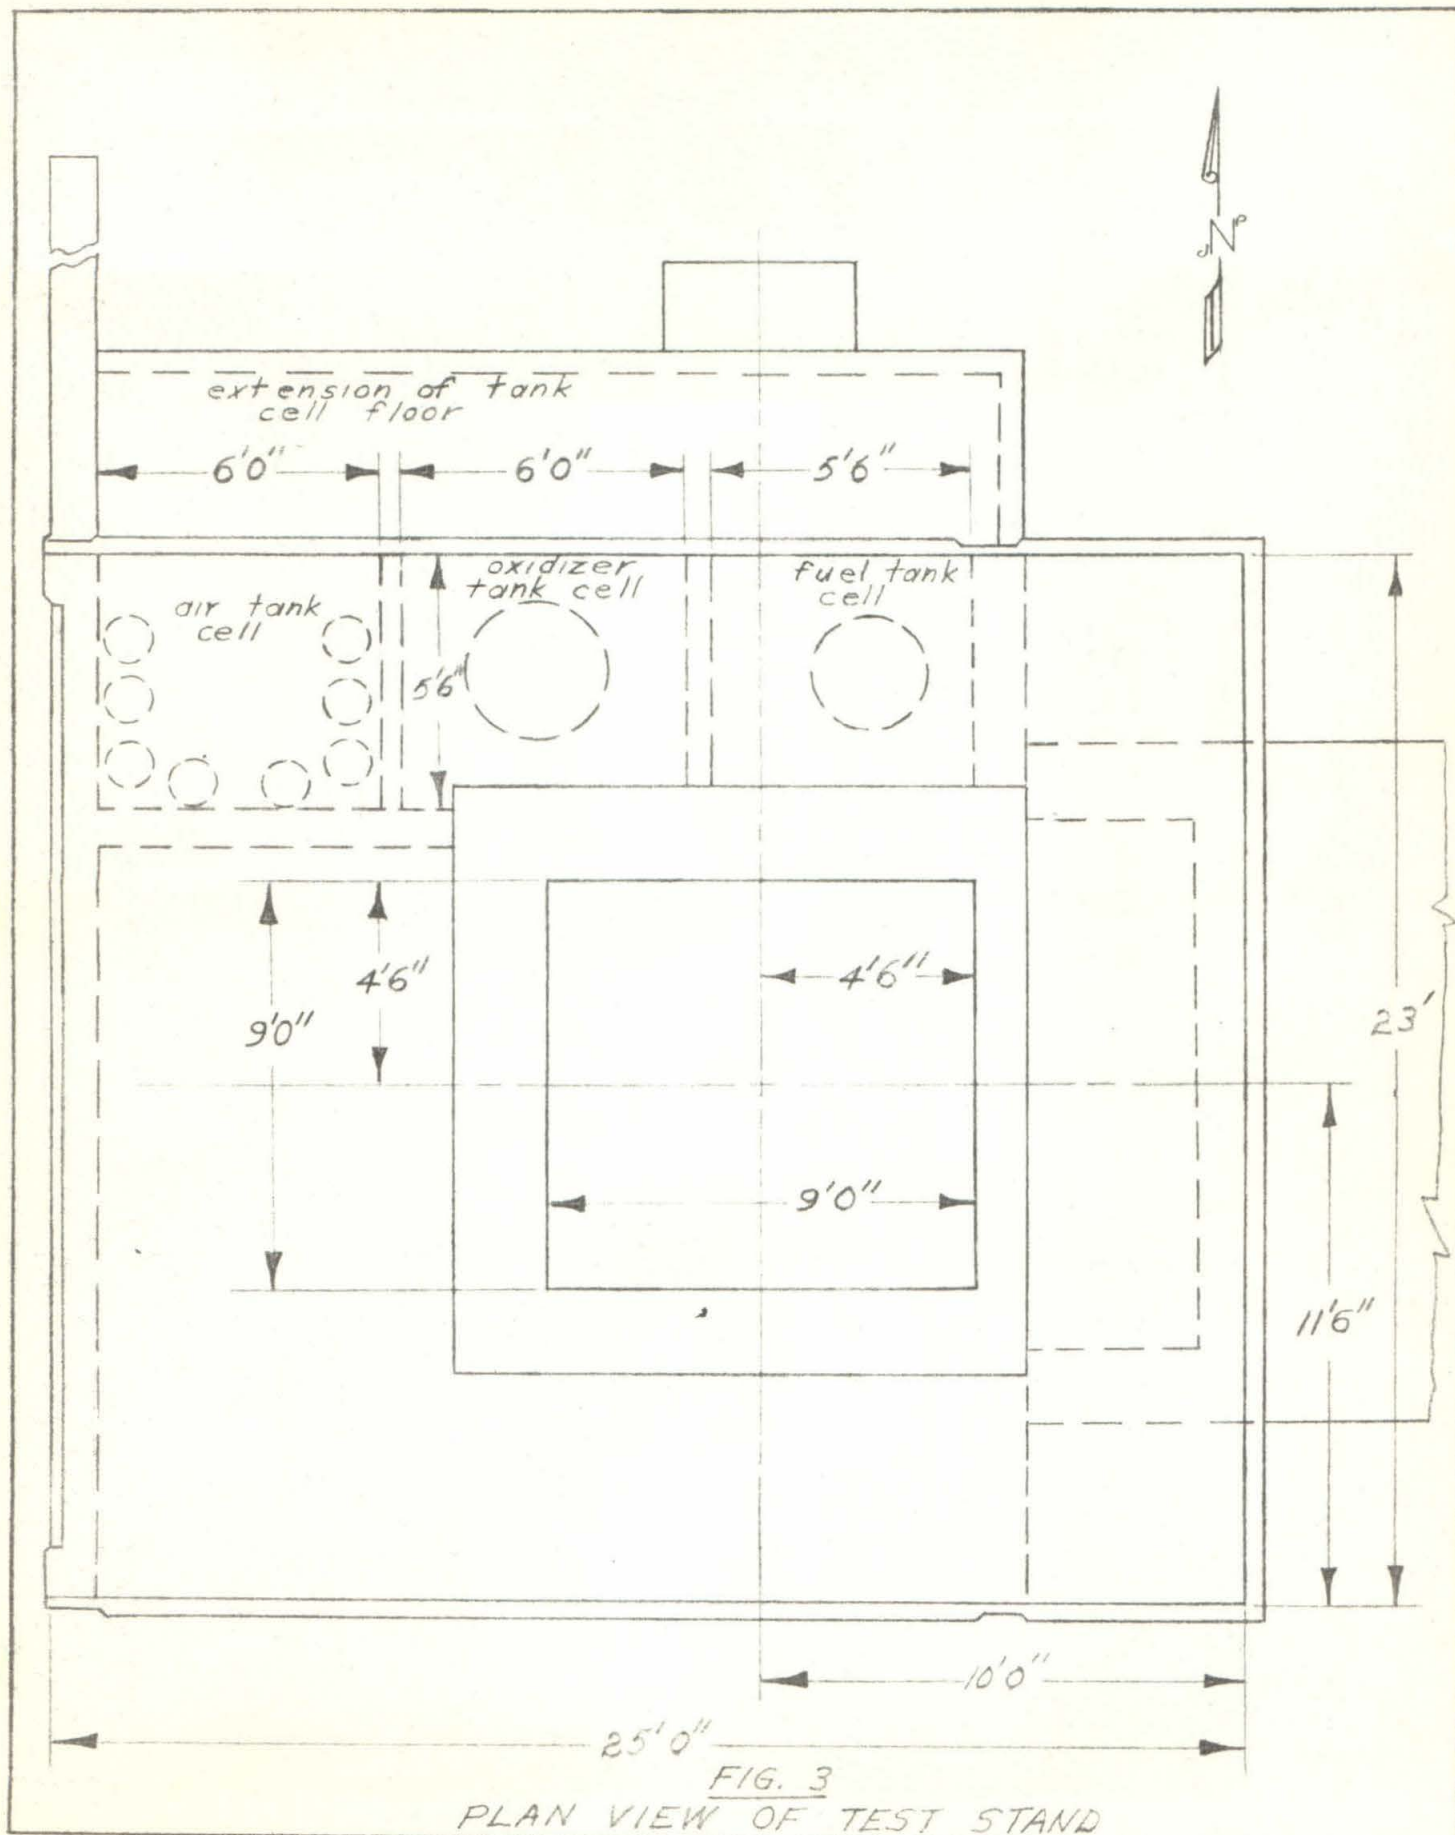 N
extension of tank
cell floor
6'0"
6'0"
5'6"
oxidizer
tank cell
fuel tank
cell
air tank
cell
5'6"
4'6"
4'6"
9'0"
23'
9'0"
11'6"
10'0"
25'0"
FIG. 3
PLAN VIEW OF TEST STAND